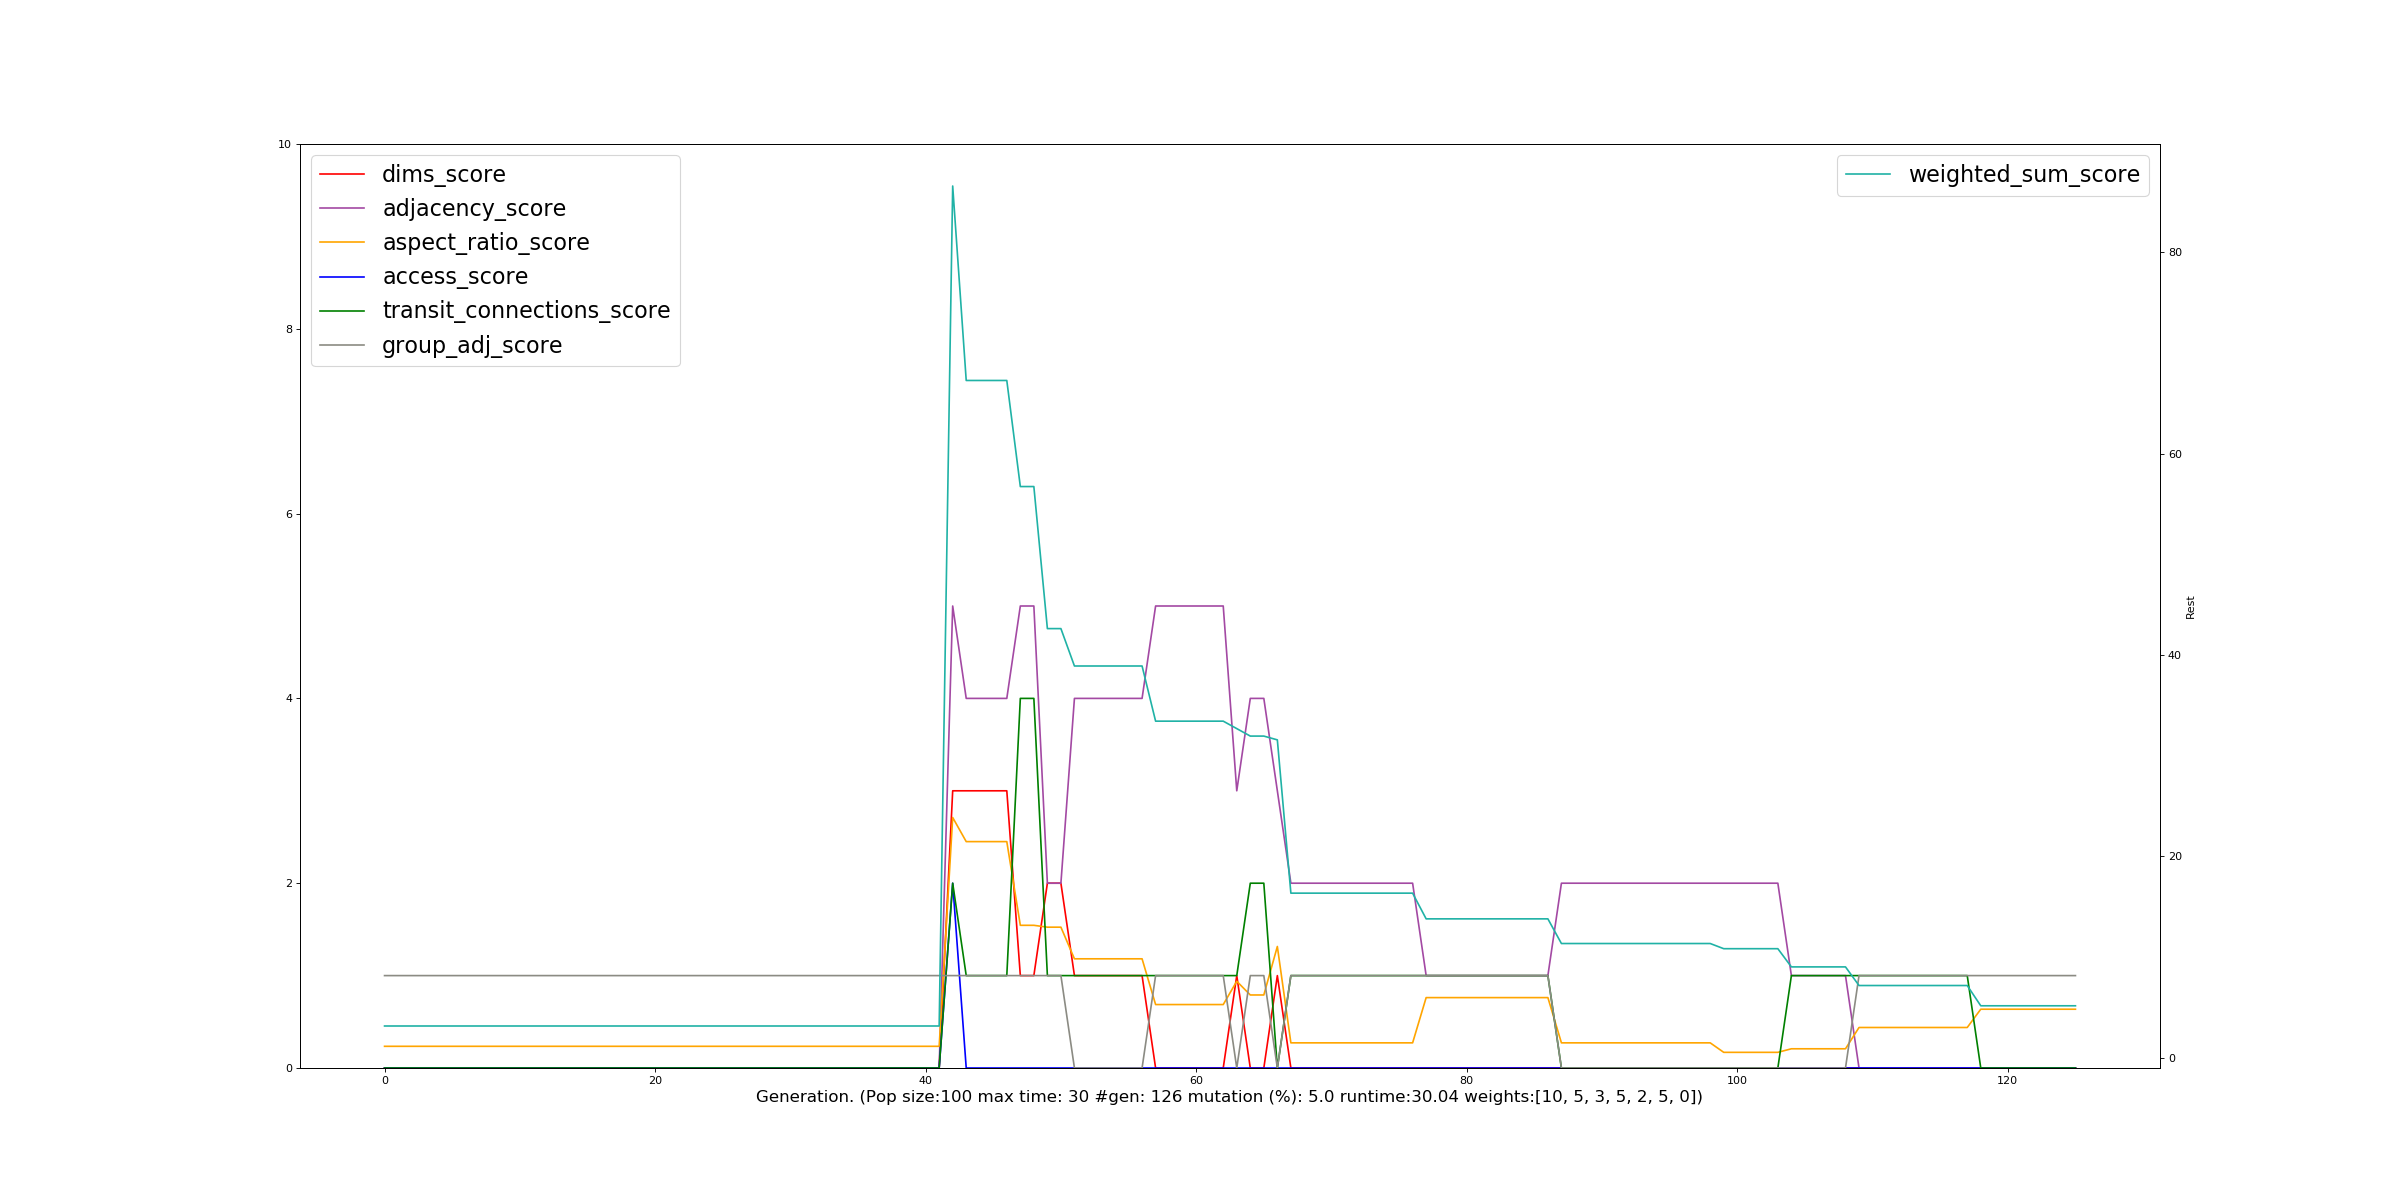 dims_score
adjacency_score
aspect_ratio_score
access_score
transit_connections_score
group_adj_score
weighted_sum_score
10
8
6
4
2
0
80
60
40
20
0
Rest
0 20 40 60 80 100 120
Generation. (Pop size:100 max time: 30 #gen: 126 mutation (%): 5.0 runtime:30.04 weights:[10, 5, 3, 5, 2, 5, 0])